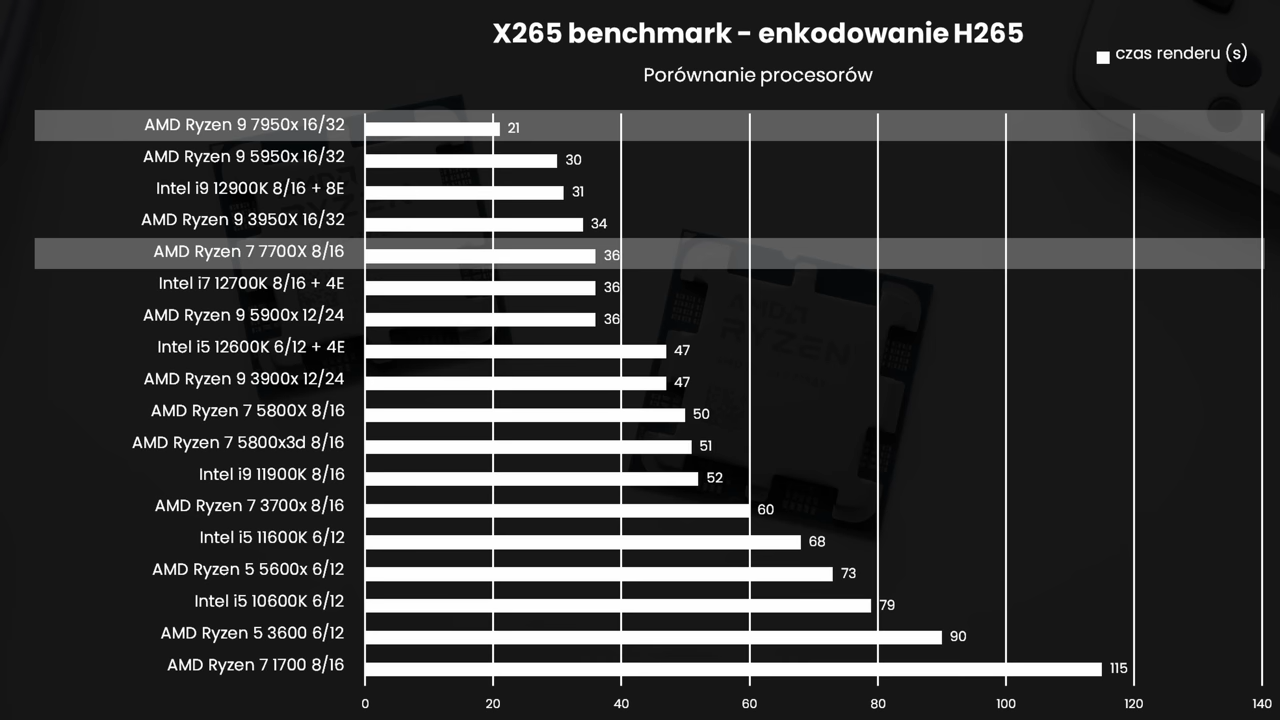 X265 benchmark - enkodowanie H265
czas renderu (s)
Porównanie procesorów
AMD Ryzen 9 7950x 16/32 21
AMD Ryzen 9 5950x 16/32 30
Intel i9 12900K 8/16 + 8E 31
AMD Ryzen 9 3950X 16/32 34
AMD Ryzen 7 7700X 8/16 36
Intel i7 12700K 8/16 + 4E 36
AMD Ryzen 9 5900x 12/24 36
Intel i5 12600K 6/12 + 4E 47
AMD Ryzen 9 3900x 12/24 47
AMD Ryzen 7 5800X 8/16 50
AMD Ryzen 7 5800x3d 8/16 51
Intel i9 11900K 8/16 52
AMD Ryzen 7 3700x 8/16 60
Intel i5 11600K 6/12 68
AMD Ryzen 5 5600x 6/12 73
Intel i5 10600K 6/12 79
AMD Ryzen 5 3600 6/12 90
AMD Ryzen 7 1700 8/16 115
0 20 40 60 80 100 120 140
AMD
RYZEN